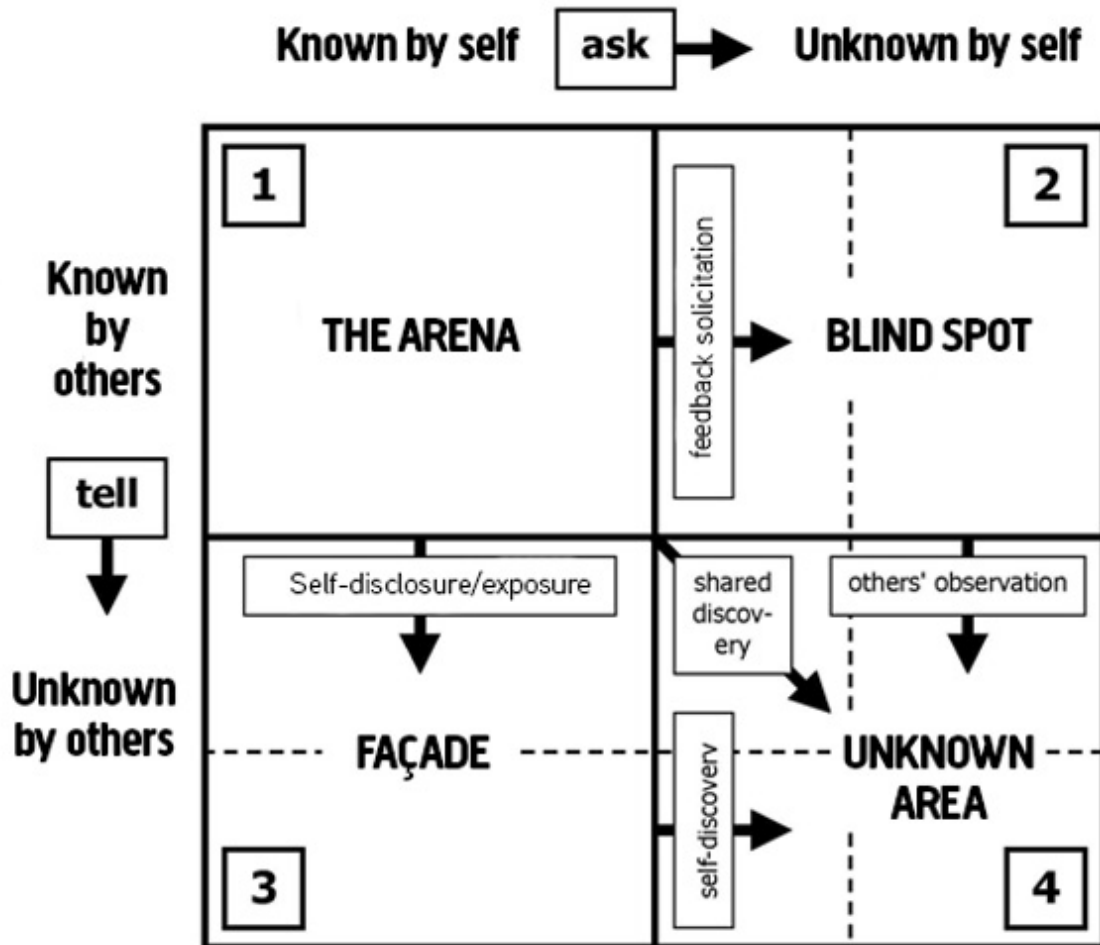 Known by self
ask
Unknown by self
1
2
Known
by
others
THE ARENA
feedback solicitation
BLIND SPOT
tell
Self-disclosure/exposure
shared
discov-
ery
others' observation
Unknown
by others
FAÇADE
self-discovery
UNKNOWN
AREA
3
4